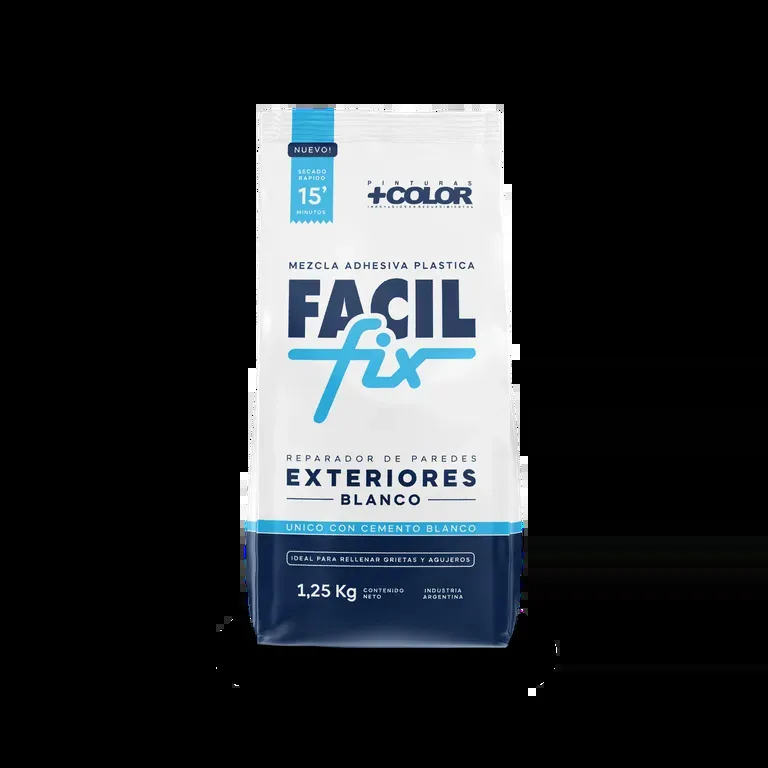 NUEVO!
SECADO
RAPIDO
15’
MINUTOS
PINTURAS
+COLOR
MEZCLA ADHESIVA PLASTICA
FACIL
fix
REPARADOR DE PAREDES
EXTERIORES
BLANCO
UNICO CON CEMENTO BLANCO
IDEAL PARA RELLENAR GRIETAS Y AGUJEROS
1,25 Kg CONTENIDO NETO
INDUSTRIA ARGENTINA